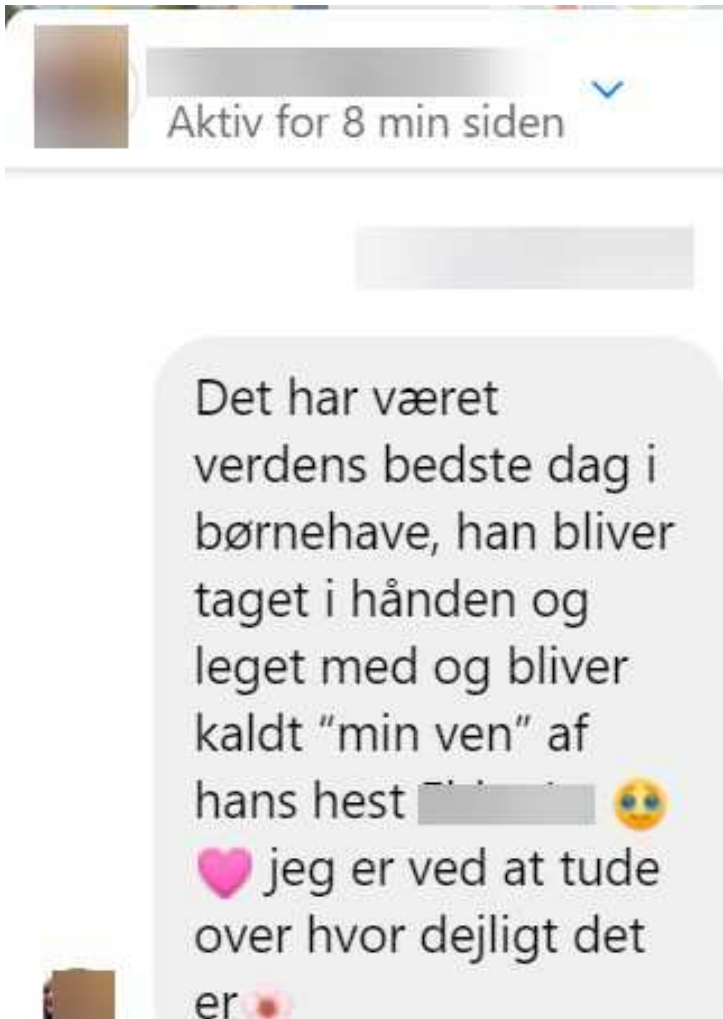 Aktiv for 8 min siden
Det har været
verdens bedste dag i
børnehave, han bliver
taget i hånden og
leget med og bliver
kaldt “min ven” af
hans hest 🥹
🩷 jeg er ved at tude
over hvor dejligt det
er🌸